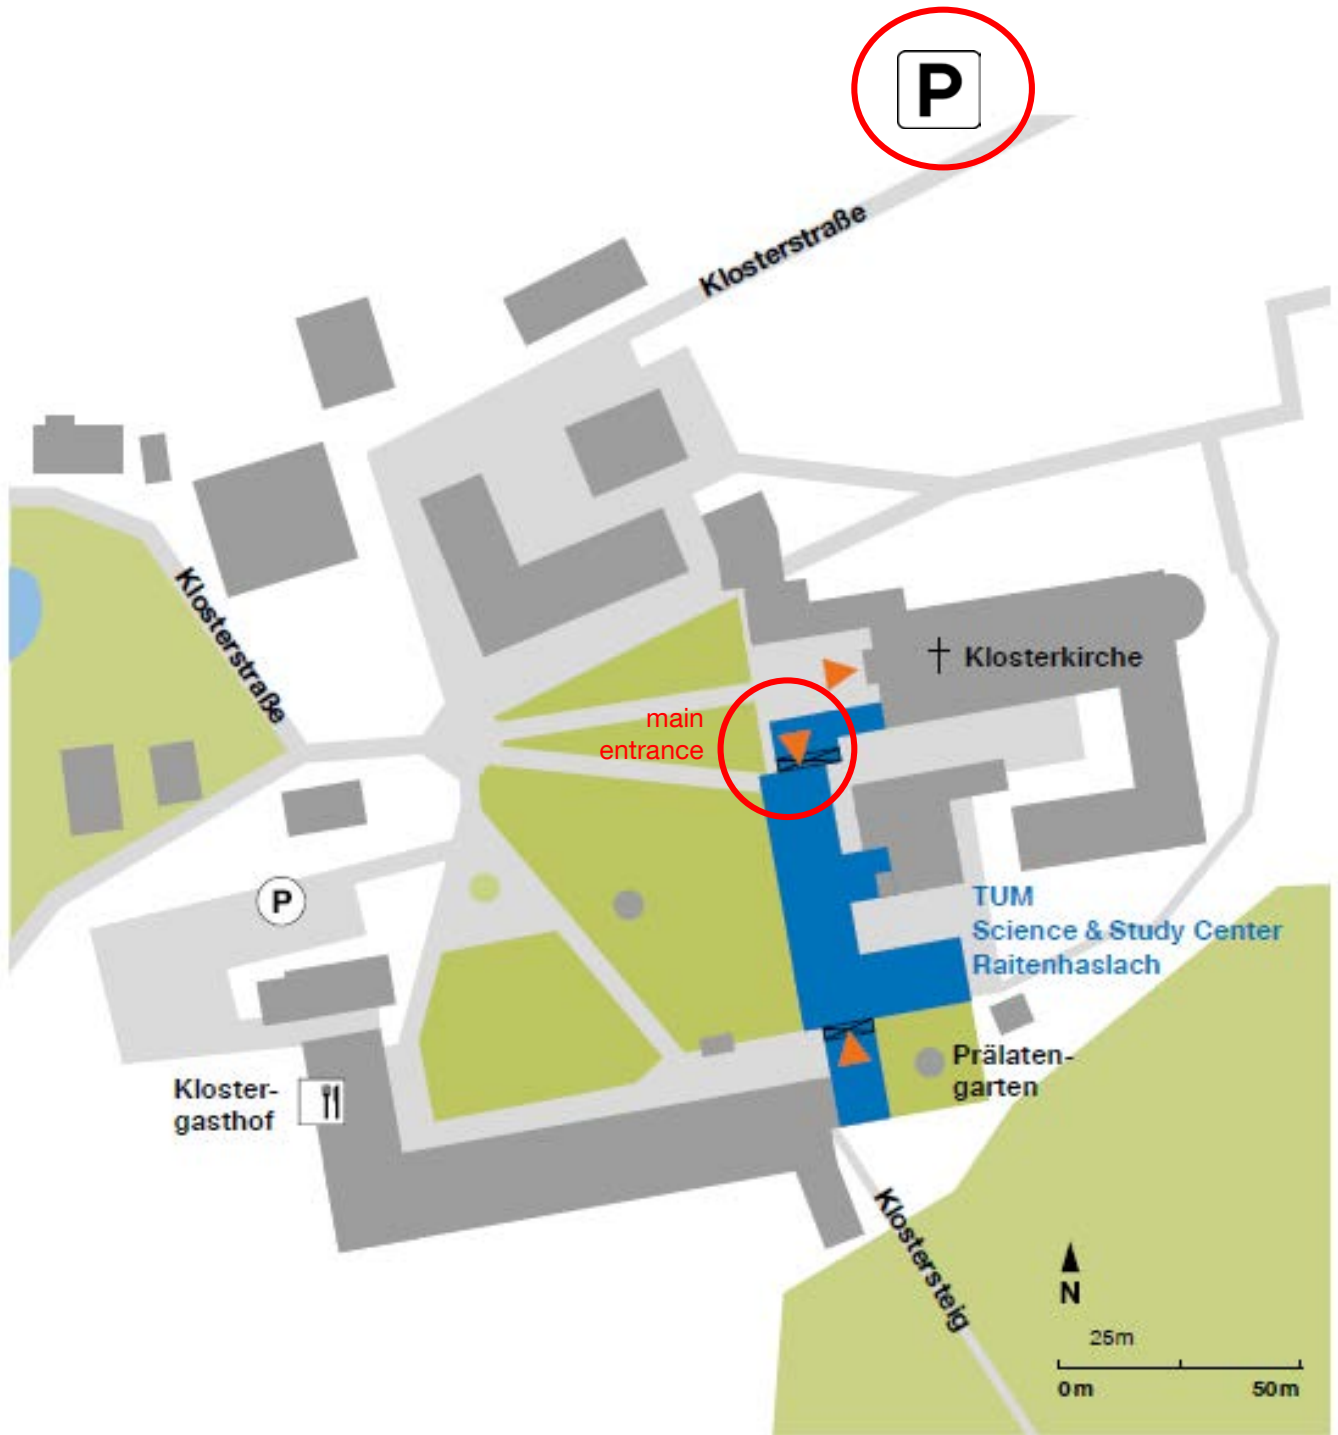 P
Klosterstraße
Klosterstraße
Klosterkirche
main
entrance
P
TUM
Science & Study Center
Raitenhaslach
Prälaten-
garten
Kloster-
gasthof
Klostersteig
N
25m
0m
50m